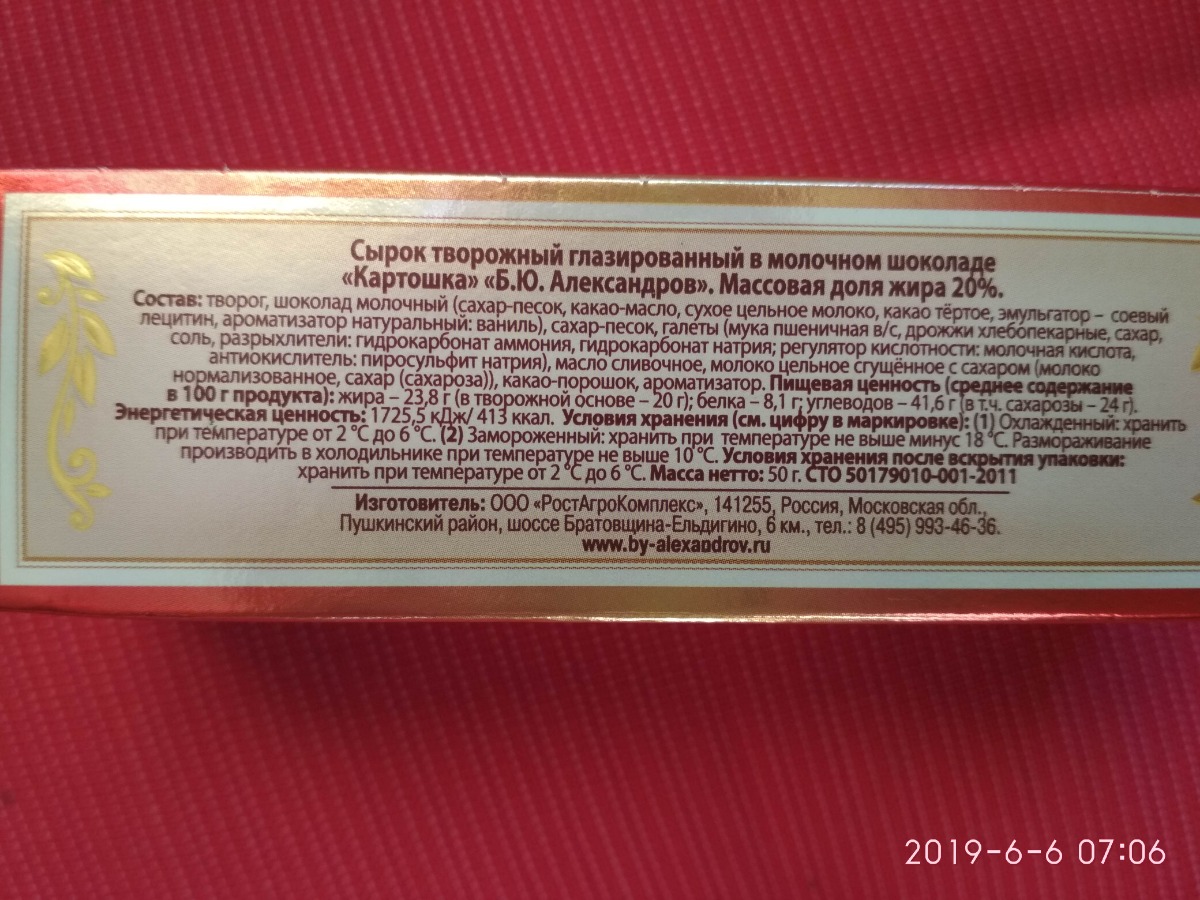 Сырок творожный глазированный в молочном шоколаде
«Картошка» «Б.Ю. Александров». Массовая доля жира 20%.
Состав: творог, шоколад молочный (сахар-песок, какао-масло, сухое цельное молоко, какао тёртое, эмульгатор – соевый
лецитин, ароматизатор натуральный: ваниль), сахар-песок, галеты (мука пшеничная в/с, дрожжи хлебопекарные, сахар,
соль, разрыхлители: гидрокарбонат аммония, гидрокарбонат натрия; регулятор кислотности: молочная кислота,
антиокислитель: пиросульфит натрия), масло сливочное, молоко цельное сгущённое с сахаром (молоко
нормализованное, сахар (сахароза)), какао-порошок, ароматизатор. Пищевая ценность (среднее содержание
в 100 г продукта): жира – 23,8 г (в творожной основе – 20 г); белка – 8,1 г; углеводов – 41,6 г (в т.ч. сахарозы – 24 г).
Энергетическая ценность: 1725,5 кДж/ 413 ккал. Условия хранения (см. цифру в маркировке): (1) Охлажденный: хранить
при температуре от 2 °С до 6 °С. (2) Замороженный: хранить при температуре не выше минус 18 °С. Размораживание
производить в холодильнике при температуре не выше 10 °С. Условия хранения после вскрытия упаковки:
хранить при температуре от 2 °С до 6 °С. Масса нетто: 50 г. СТО 50179010-001-2011
Изготовитель: ООО «РостАгроКомплекс», 141255, Россия, Московская обл.,
Пушкинский район, шоссе Братовщина-Ельдигино, 6 км., тел.: 8 (495) 993-46-36.
www.by-alexandrov.ru
2019-6-6 07:06